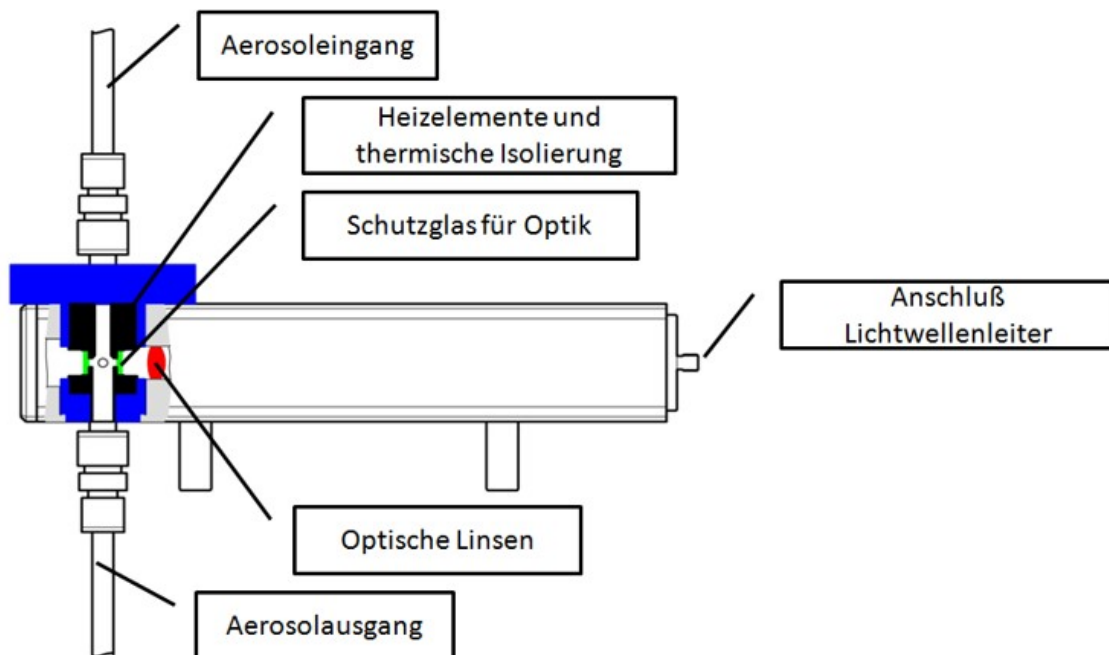 Aerosoleingang
Heizelemente und
thermische Isolierung
Schutzglas für Optik
Anschluß
Lichtwellenleiter
Optische Linsen
Aerosolausgang